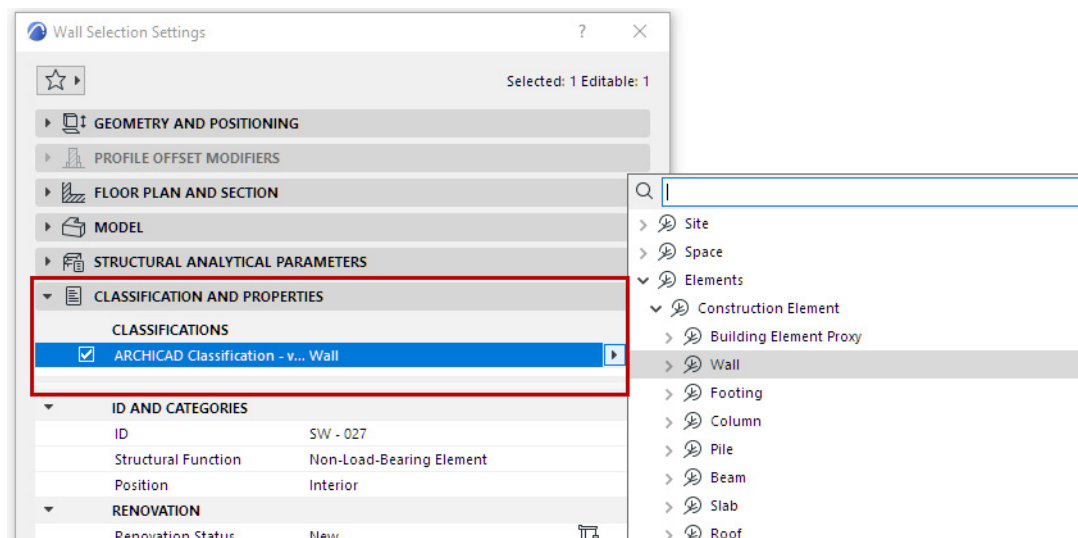 Wall Selection Settings
?
Selected: 1 Editable: 1
GEOMETRY AND POSITIONING
PROFILE OFFSET MODIFIERS
FLOOR PLAN AND SECTION
MODEL
STRUCTURAL ANALYTICAL PARAMETERS
CLASSIFICATION AND PROPERTIES
CLASSIFICATIONS
ARCHICAD Classification - v... Wall
ID AND CATEGORIES
ID SW - 027
Structural Function Non-Load-Bearing Element
Position Interior
RENOVATION
Renovation Status New
Site
Space
Elements
Construction Element
Building Element Proxy
Wall
Footing
Column
Pile
Beam
Slab
Roof